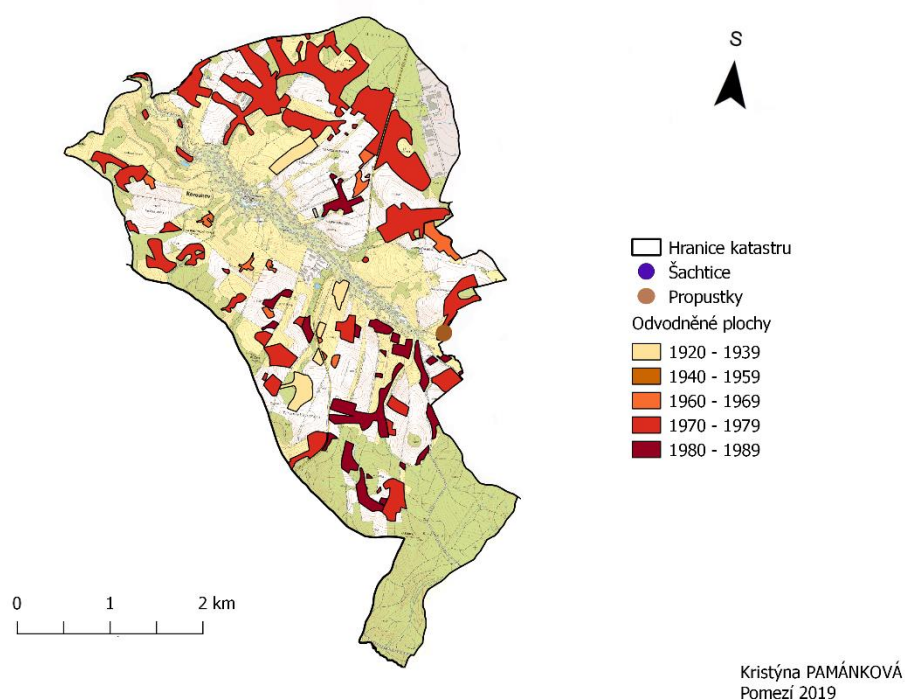 S
Hranice katastru
Šachtice
Propustky
Odvodněné plochy
1920 - 1939
1940 - 1959
1960 - 1969
1970 - 1979
1980 - 1989
0 1 2 km
Kristýna PAMÁNKOVÁ
Pomezí 2019